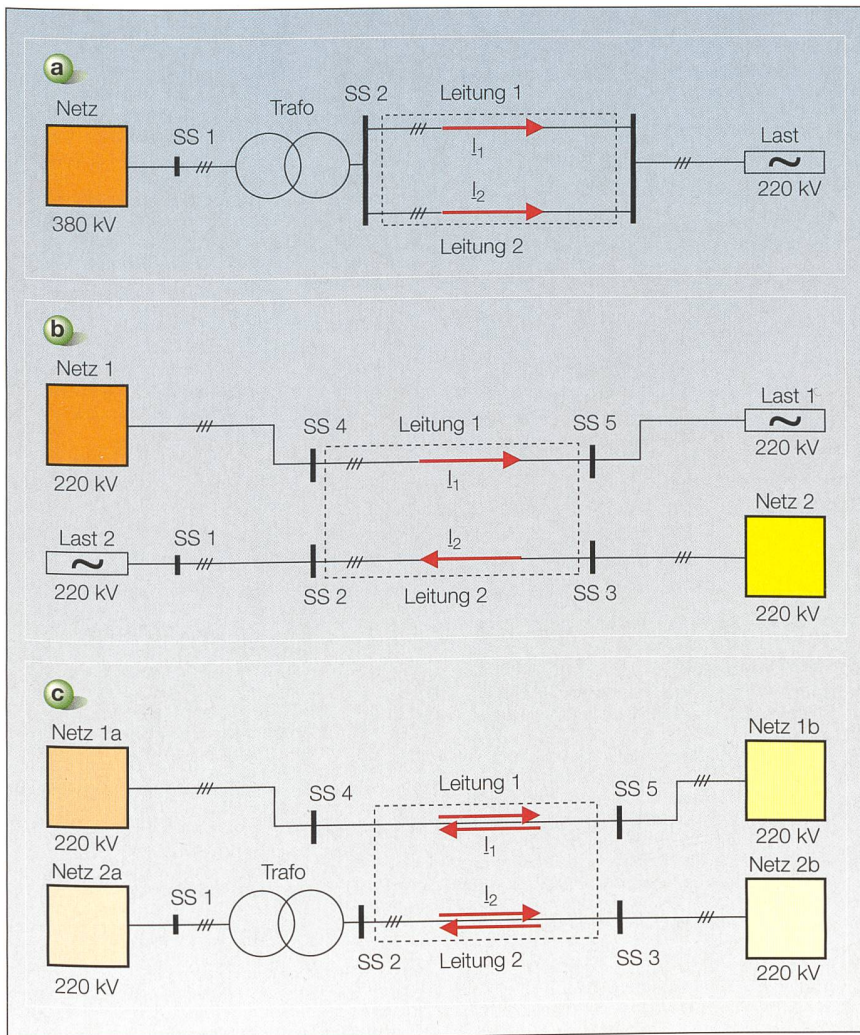 a
Netz
SS 1
Trafo
SS 2
Leitung 1
I1
I2
Leitung 2
Last
~
220 kV
380 kV
b
Netz 1
220 kV
SS 4
Leitung 1
I1
SS 5
Last 1
~
220 kV
Last 2
~
220 kV
SS 1
SS 2
I2
Leitung 2
SS 3
Netz 2
220 kV
c
Netz 1a
220 kV
SS 4
Leitung 1
I1
SS 5
Netz 1b
220 kV
Netz 2a
220 kV
SS 1
Trafo
SS 2
I2
Leitung 2
SS 3
Netz 2b
220 kV